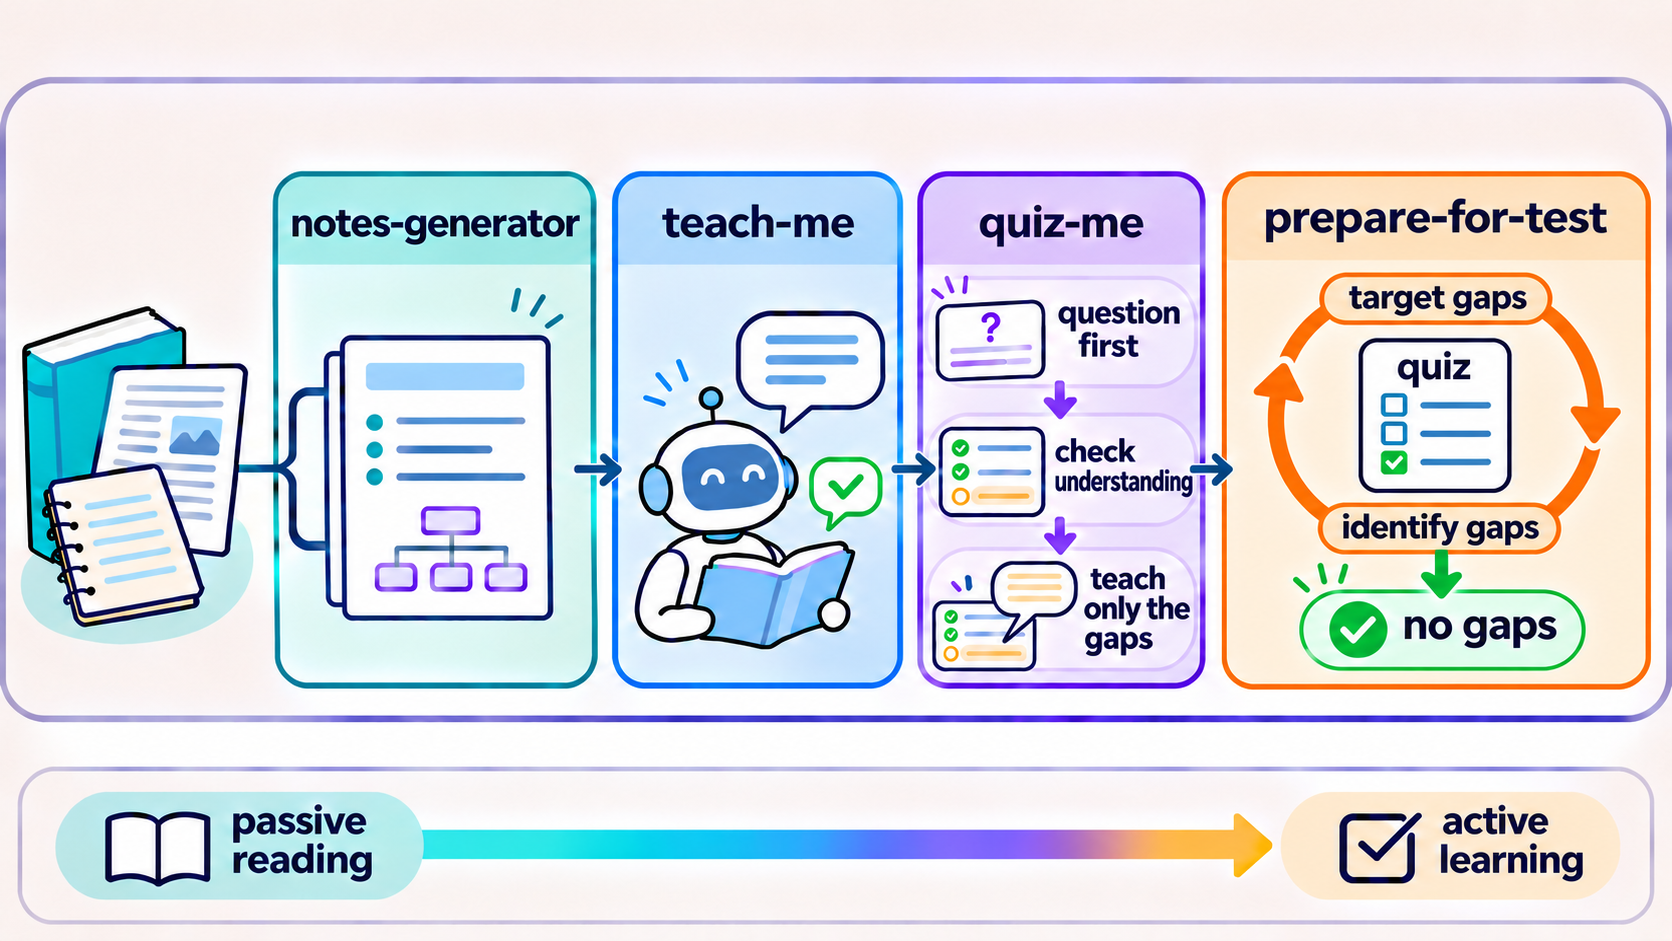 notes-generator
teach-me
quiz-me
?
question
first
check
understanding
teach
only the
gaps
prepare-for-test
target gaps
quiz
identify gaps
no gaps
passive
reading
active
learning